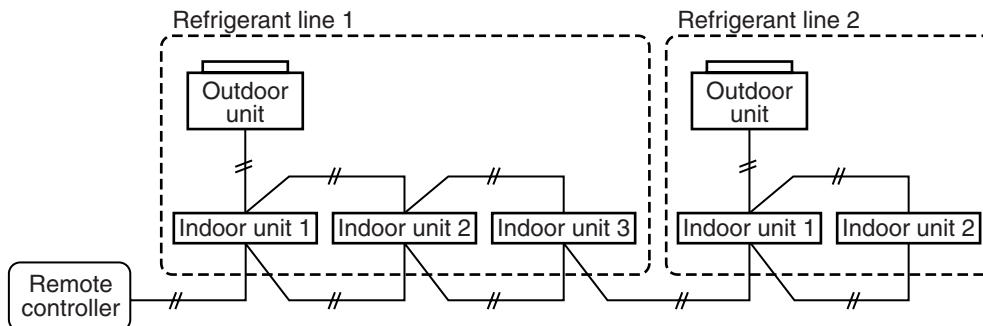 Refrigerant line 1
Refrigerant line 2
Outdoor
unit
Outdoor
unit
Indoor unit 1
Indoor unit 2
Indoor unit 3
Indoor unit 1
Indoor unit 2
Remote
controller